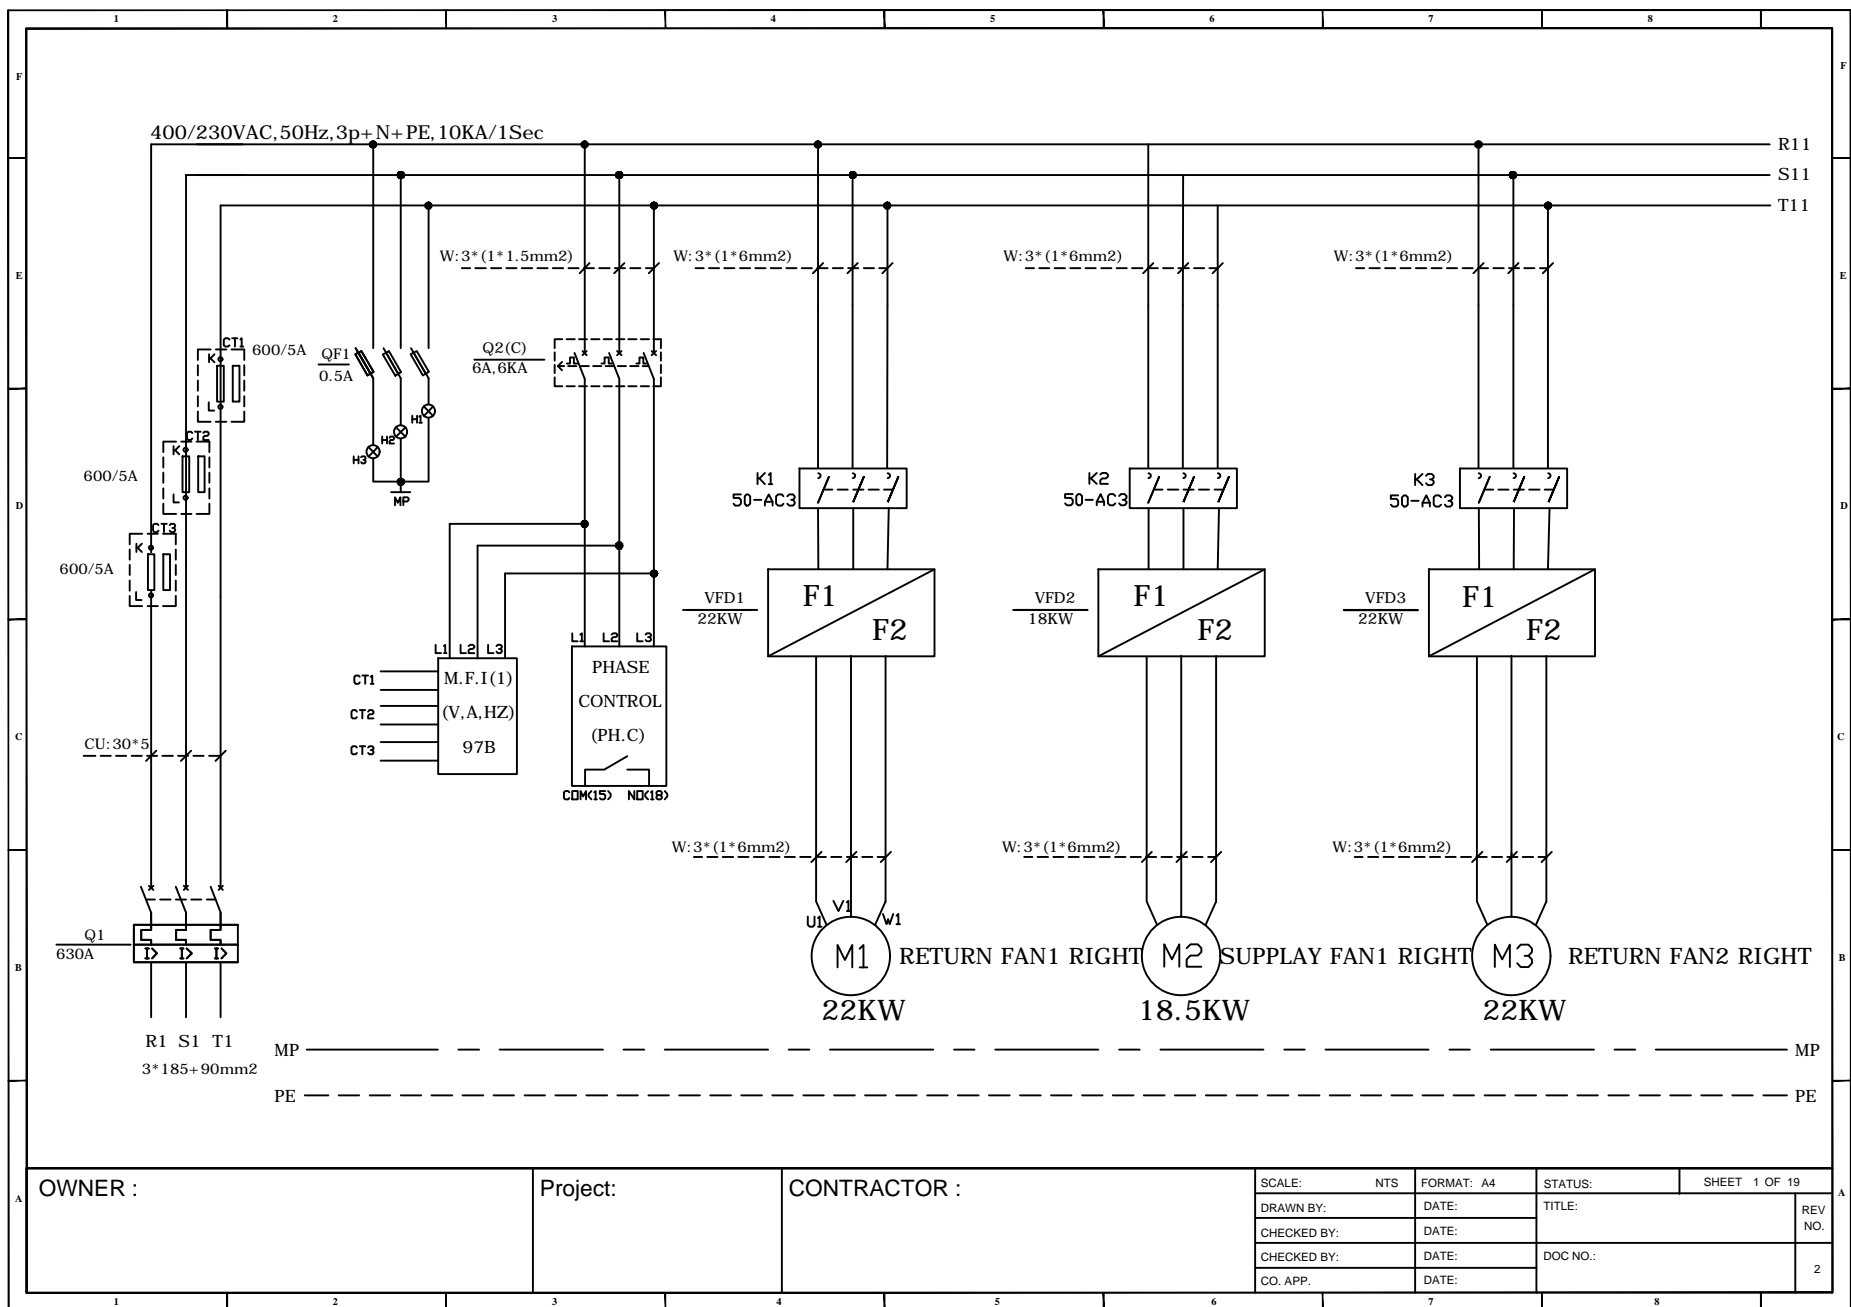 1 2 3 4 5 6 7 8
F F
400/230VAC,50Hz,3p+N+PE,10KA/1Sec
R11
S11
T11
W:3*(1*1.5mm2) W:3*(1*6mm2) W:3*(1*6mm2) W:3*(1*6mm2)
E E
CT1
K
L
600/5A
QF1
0.5A
Q2(C)
6A,6KA
H1
H2
H3
MP
CT2
K
L
600/5A
CT3
K
L
600/5A
D D
K1
50-AC3
K2
50-AC3
K3
50-AC3
VFD1
22KW
F1
F2
VFD2
18KW
F1
F2
VFD3
22KW
F1
F2
L1 L2 L3
M.F.I(1)
(V,A,HZ)
97B
CT1
CT2
CT3
L1 L2 L3
PHASE
CONTROL
(PH.C)
COM(15) NO(18)
C C
CU:30*5
W:3*(1*6mm2) W:3*(1*6mm2) W:3*(1*6mm2)
Q1
630A
I> I> I>
U1 V1 W1
B B
M1 RETURN FAN1 RIGHT M2 SUPPLAY FAN1 RIGHT M3 RETURN FAN2 RIGHT
22KW 18.5KW 22KW
R1 S1 T1
3*185+90mm2
MP MP
PE PE
A A
OWNER :
Project:
CONTRACTOR :
SCALE: NTS FORMAT: A4 STATUS: SHEET 1 OF 19
DRAWN BY: DATE: TITLE: REV NO.
CHECKED BY: DATE:
CHECKED BY: DATE: DOC NO.: 2
CO. APP. DATE:
1 2 3 4 5 6 7 8